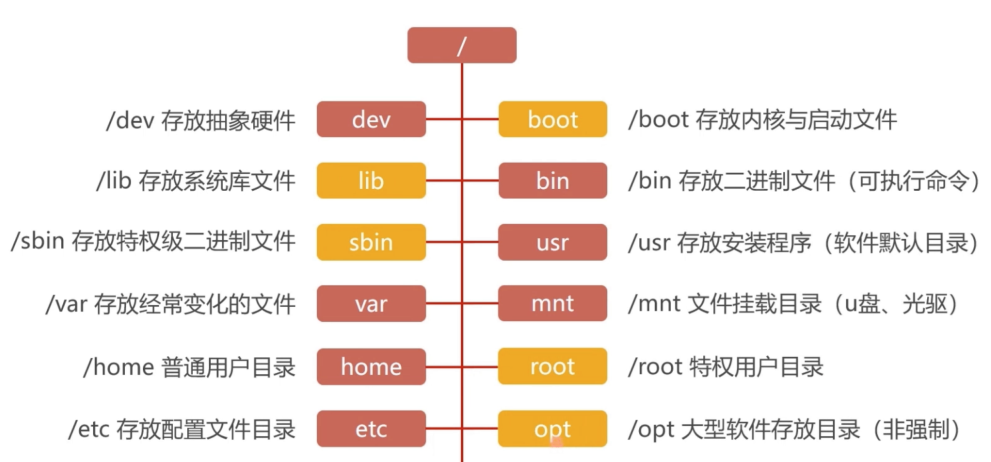 /
/dev 存放抽象硬件 dev boot /boot 存放内核与启动文件
/lib 存放系统库文件 lib bin /bin 存放二进制文件（可执行命令）
/sbin 存放特权级二进制文件 sbin usr /usr 存放安装程序（软件默认目录）
/var 存放经常变化的文件 var mnt /mnt 文件挂载目录（u盘、光驱）
/home 普通用户目录 home root /root 特权用户目录
/etc 存放配置文件目录 etc opt /opt 大型软件存放目录（非强制）